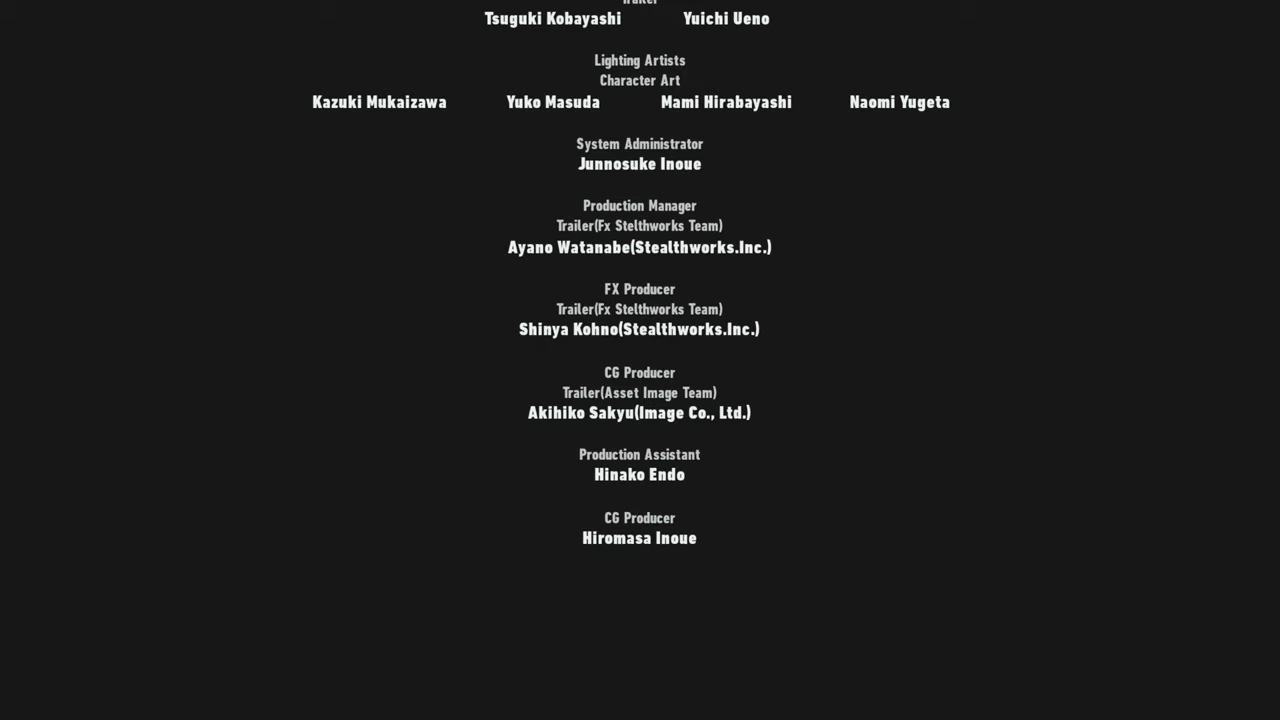 Tsuguki Kobayashi Yuichi Ueno
Lighting Artists
Character Art
Kazuki Mukaizawa Yuko Masuda Mami Hirabayashi Naomi Yugeta
System Administrator
Junnosuke Inoue
Production Manager
Trailer(Fx Stelthworks Team)
Ayano Watanabe(Stealthworks.Inc.)
FX Producer
Trailer(Fx Stelthworks Team)
Shinya Kohno(Stealthworks.Inc.)
CG Producer
Trailer(Asset Image Team)
Akihiko Sakyu(Image Co., Ltd.)
Production Assistant
Hinako Endo
CG Producer
Hiromasa Inoue